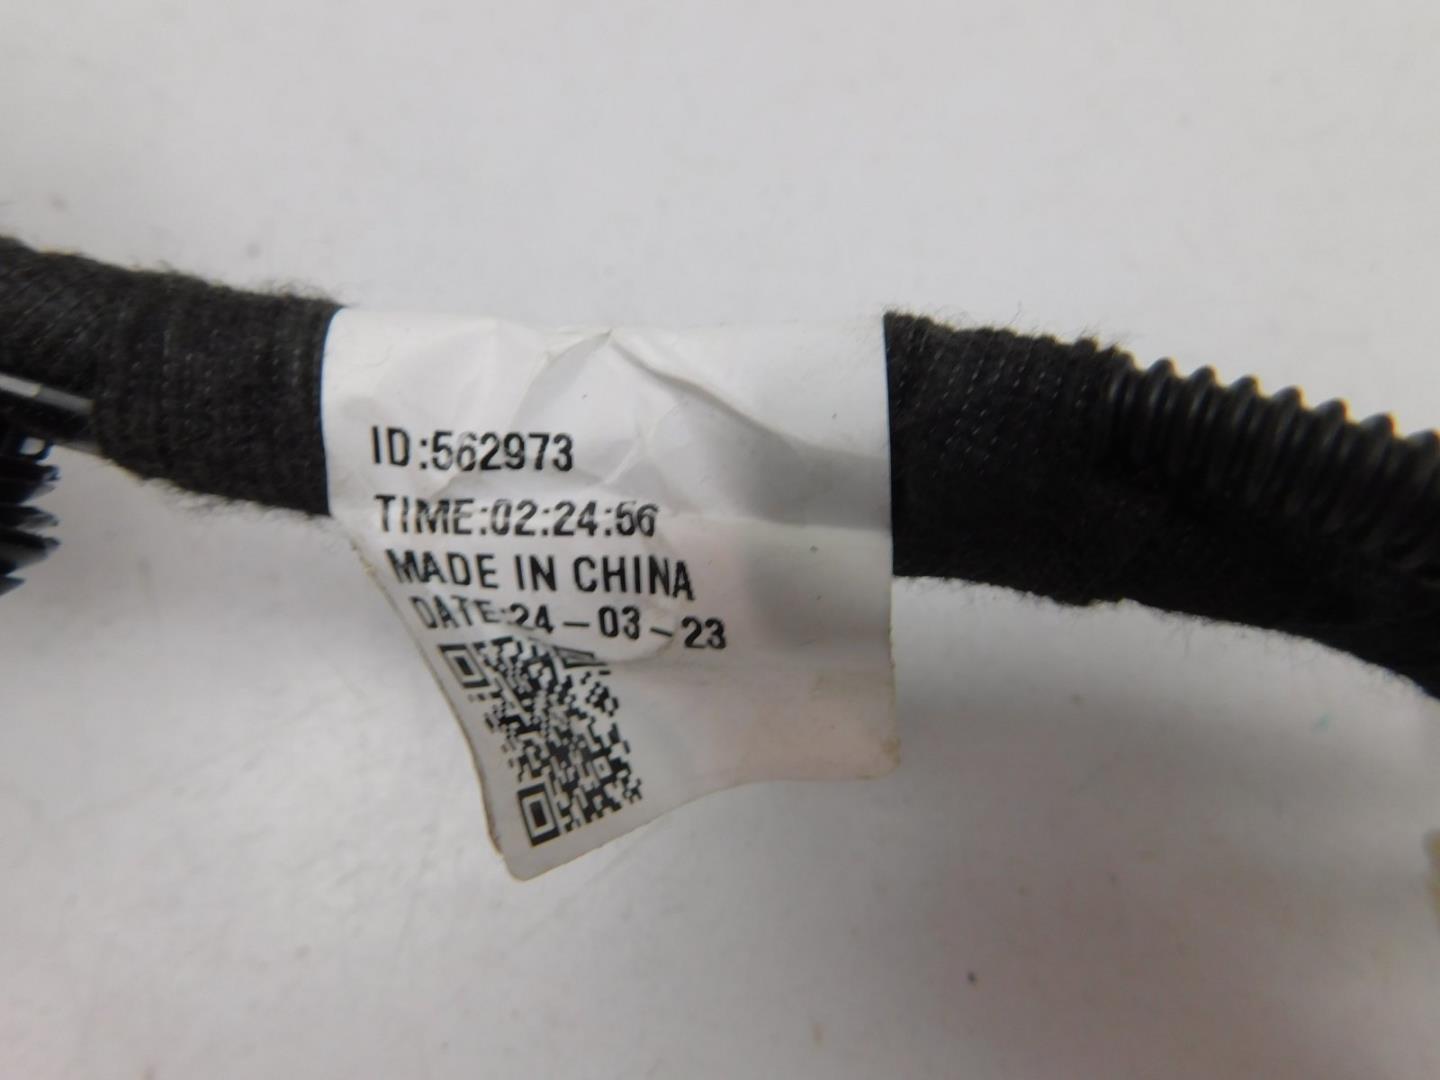 ID:562973
TIME:02:24:56
MADE IN CHINA
DATE:24-03-23